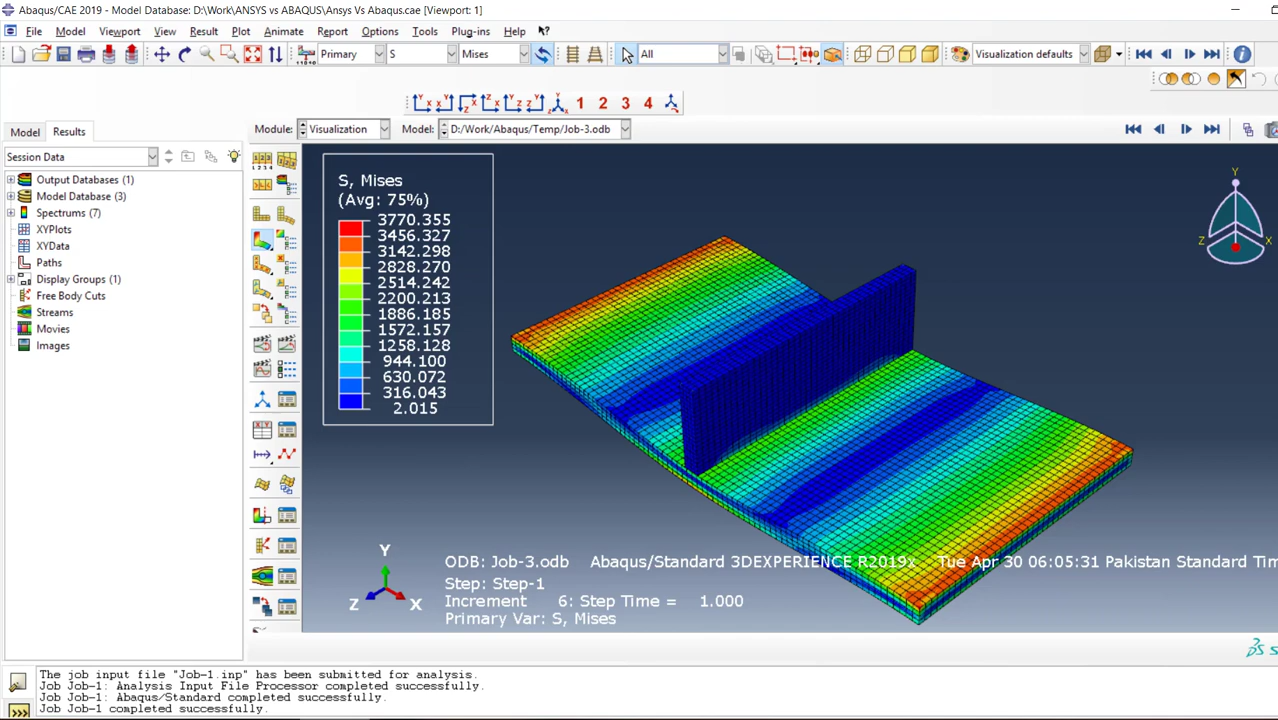 Abaqus/CAE 2019 - Model Database: D:\Work\ANSYS vs ABAQUS\Ansys Vs Abaqus.cae [Viewport: 1]
File Model Viewport View Result Plot Animate Report Options Tools Plug-ins Help
Primary S Mises All Visualization defaults
1 2 3 4
Model Results
Module: Visualization Model: D:/Work/Abaqus/Temp/Job-3.odb
Session Data
Output Databases (1)
Model Database (3)
Spectrums (7)
XYPlots
XYData
Paths
Display Groups (1)
Free Body Cuts
Streams
Movies
Images
S, Mises
(Avg: 75%)
3770.355
3456.327
3142.298
2828.270
2514.242
2200.213
1886.185
1572.157
1258.128
944.100
630.072
316.043
2.015
Y
Z X
Y
Z X
ODB: Job-3.odb Abaqus/Standard 3DEXPERIENCE R2019x Tue Apr 30 06:05:31 Pakistan Standard Tim
Step: Step-1
Increment 6: Step Time = 1.000
Primary Var: S, Mises
The job input file "Job-1.inp" has been submitted for analysis.
Job Job-1: Analysis Input File Processor completed successfully.
Job Job-1: Abaqus/Standard completed successfully.
Job Job-1 completed successfully.